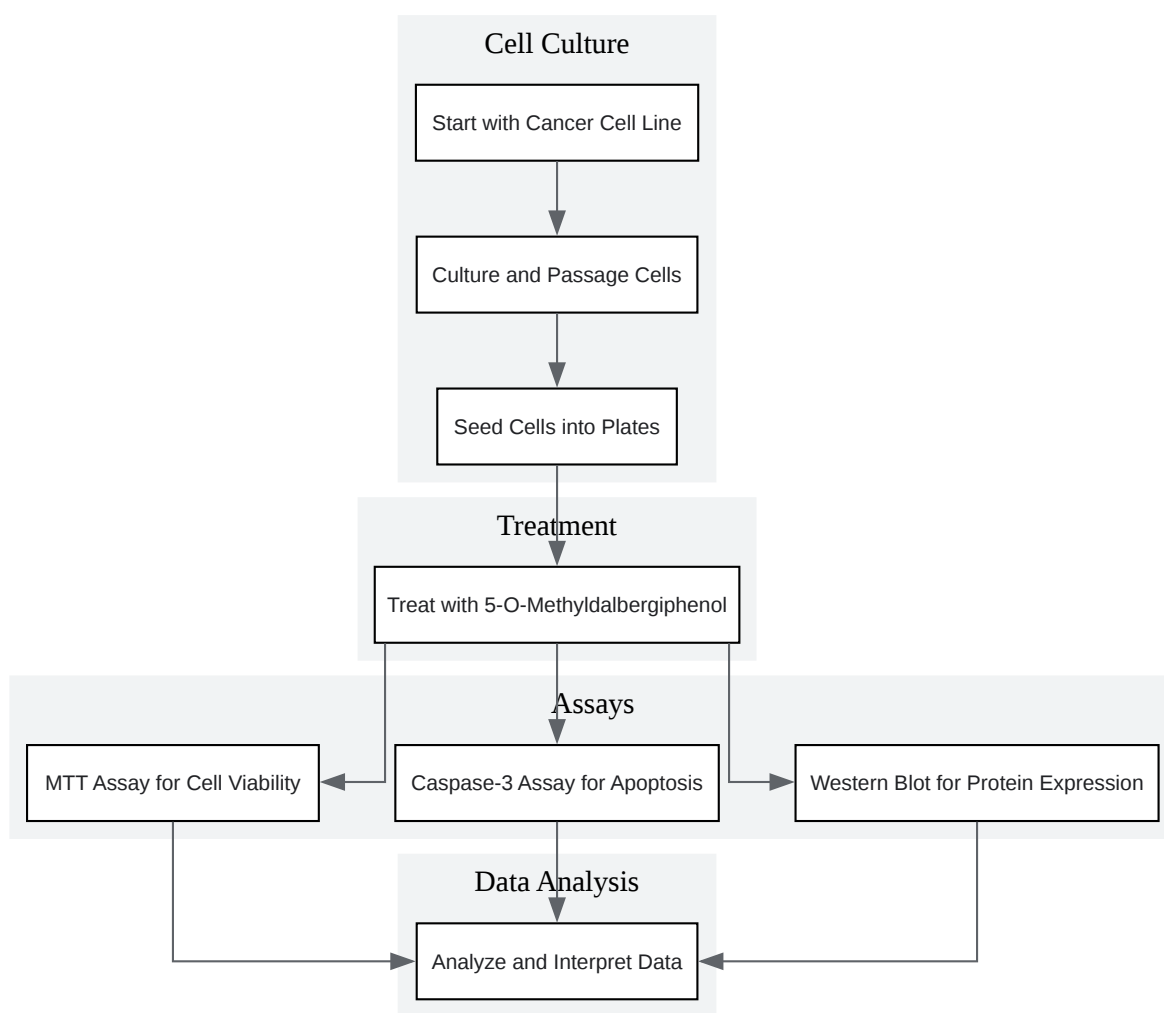 Cell Culture
Start with Cancer Cell Line
Culture and Passage Cells
Seed Cells into Plates
Treatment
Treat with 5-O-Methyldalbergiphenol
Assays
MTT Assay for Cell Viability
Caspase-3 Assay for Apoptosis
Western Blot for Protein Expression
Data Analysis
Analyze and Interpret Data